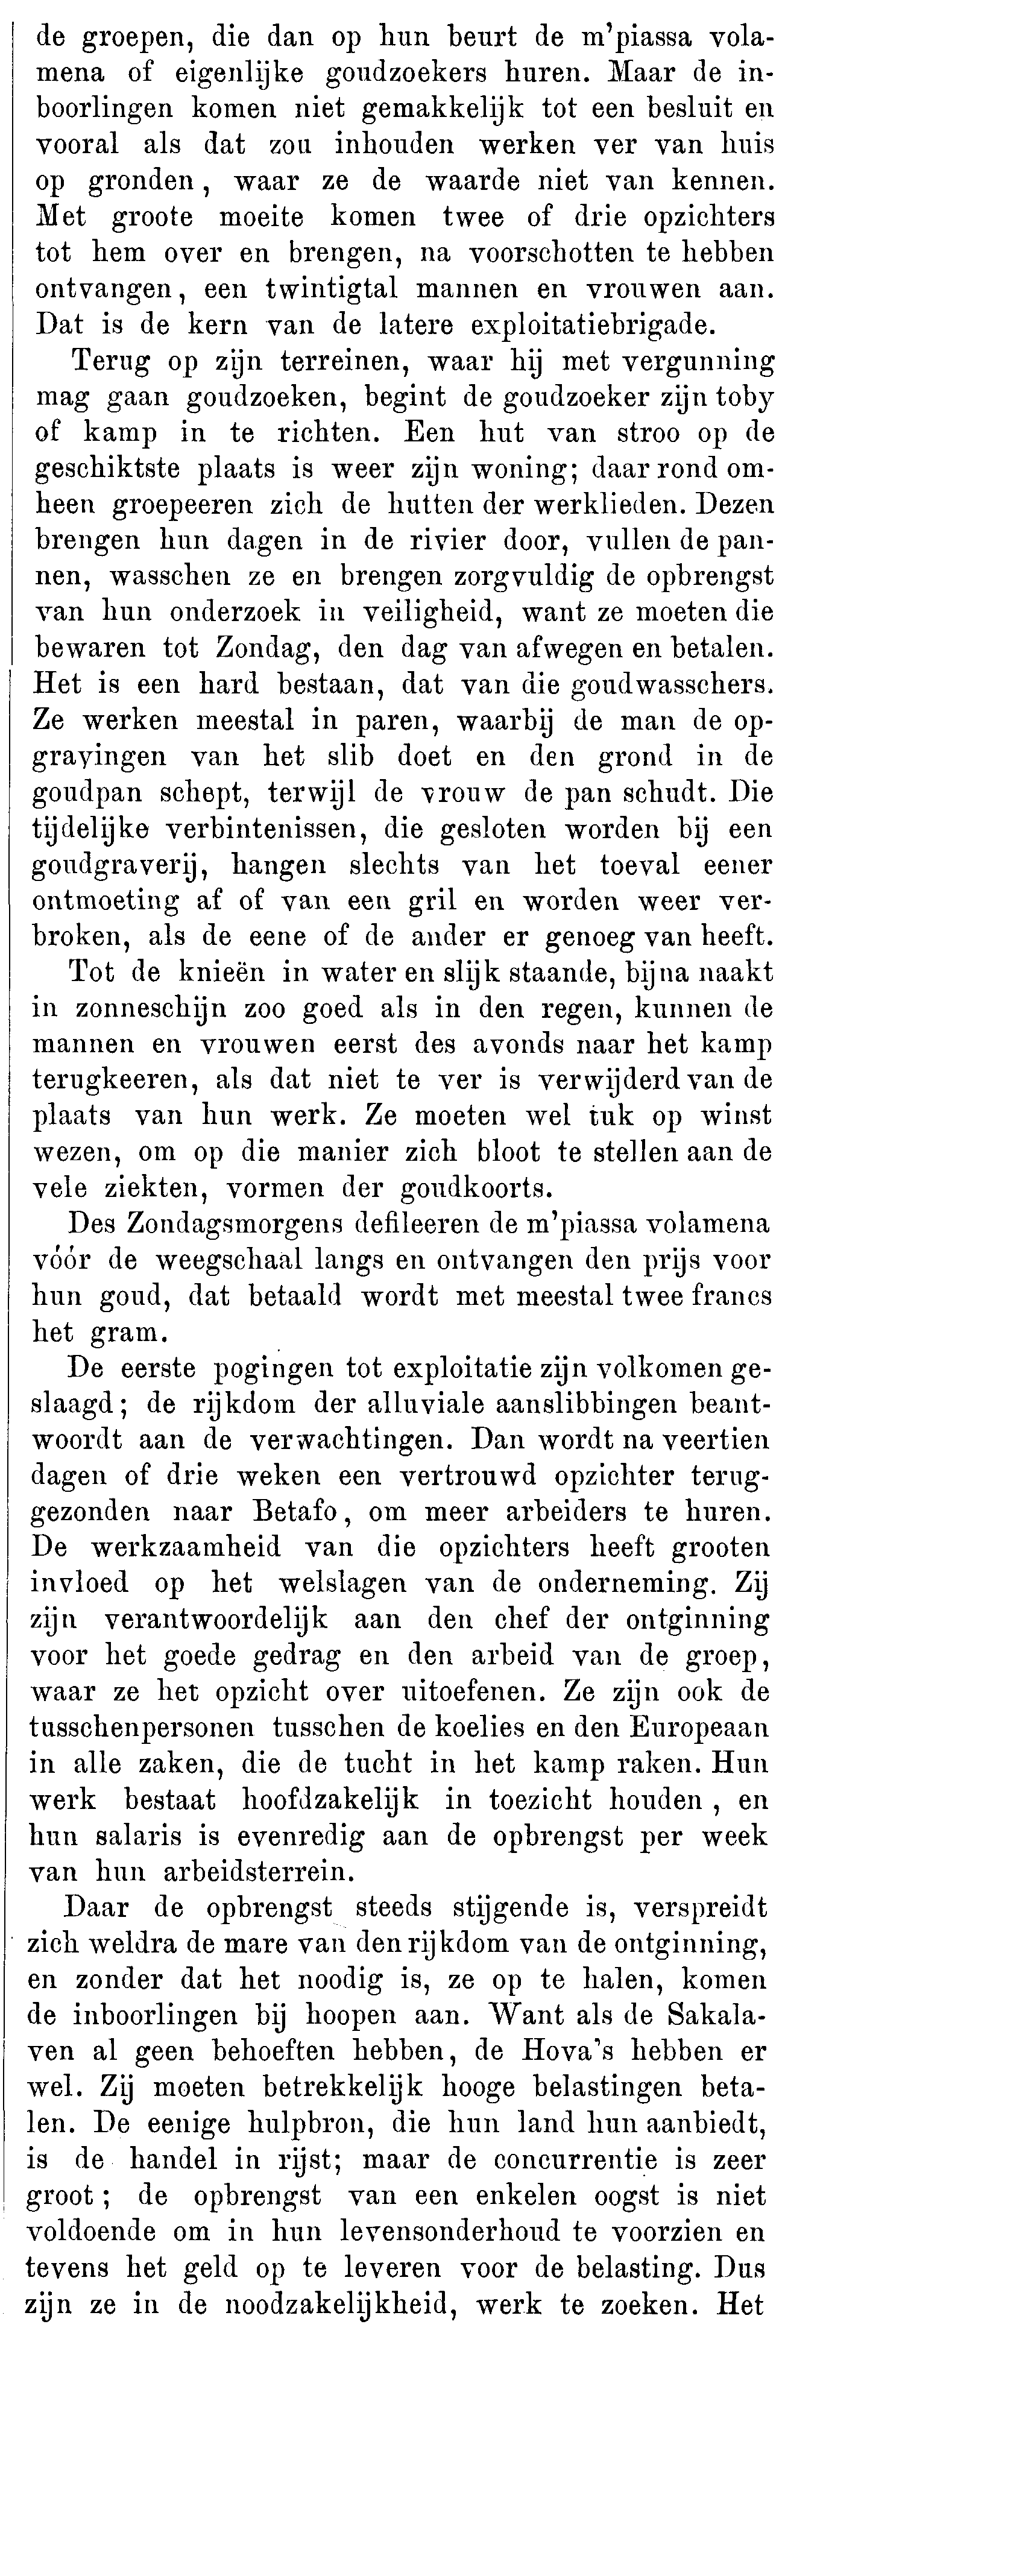 de groepen, die dan op hun beurt de m'piassa vola-
mena of eigenlijke goudzoekers huren. Maar de in-
boorlingen komen niet gemakkelijk tot een besluit en
vooral als dat zou inhouden werken ver van huis
op gronden, waar ze de waarde niet van kennen.
Met groote moeite komen twee of drie opzichters
tot hem over en brengen, na voorschotten te hebben
ontvangen, een twintigtal mannen en vrouwen aan.
Dat is de kern van de latere exploitatiebrigade.
Terug op zijn terreinen, waar hij met vergunning
mag gaan goudzoeken, begint de goudzoeker zijn toby
of kamp in te richten. Een hut van stroo op de
geschiktste plaats is weer zijn woning; daar rond om-
heen groepeeren zich de hutten der werklieden. Dezen
brengen hun dagen in de rivier door, vullen de pan-
nen, wasschen ze en brengen zorgvuldig de opbrengst
van hun onderzoek in veiligheid, want ze moeten die
bewaren tot Zondag, den dag van afwegen en betalen.
Het is een hard bestaan, dat van die goudwasschers.
Ze werken meestal in paren, waarbij de man de op-
gravingen van het slib doet en den grond in de
goudpan schept, terwijl de vrouw de pan schudt. Die
tijdelijke verbintenissen, die gesloten worden bij een
goudgraverij, hangen slechts van het toeval eener
ontmoeting af of van een gril en worden weer ver-
broken, als de eene of de ander er genoeg van heeft.
Tot de knieën in water en slijk staande, bijna naakt
in zonneschijn zoo goed als in den regen, kunnen de
mannen en vrouwen eerst des avonds naar het kamp
terugkeeren, als dat niet te ver is verwijderd van de
plaats van hun werk. Ze moeten wel tuk op winst
wezen, om op die manier zich bloot te stellen aan de
vele ziekten, vormen der goudkoorts.
Des Zondagsmorgens defileeren de m'piassa volamena
vóór de weegschaal langs en ontvangen den prijs voor
hun goud, dat betaald wordt met meestal twee francs
het gram.
De eerste pogingen tot exploitatie zijn volkomen ge-
slaagd; de rijkdom der alluviale aanslibbingen beant-
woordt aan de verwachtingen. Dan wordt na veertien
dagen of drie weken een vertrouwd opzichter terug-
gezonden naar Betafo, om meer arbeiders te huren.
De werkzaamheid van die opzichters heeft grooten
invloed op het welslagen van de onderneming. Zij
zijn verantwoordelijk aan den chef der ontginning
voor het goede gedrag en den arbeid van de groep,
waar ze het opzicht over uitoefenen. Ze zijn ook de
tusschenpersonen tusschen de koelies en den Europeaan
in alle zaken, die de tucht in het kamp raken. Hun
werk bestaat hoofdzakelijk in toezicht houden, en
hun salaris is evenredig aan de opbrengst per week
van hun arbeidsterrein.
Daar de opbrengst steeds stijgende is, verspreidt
zich weldra de mare van den rijkdom van de ontginning,
en zonder dat het noodig is, ze op te halen, komen
de inboorlingen bij hoopen aan. Want als de Sakala-
ven al geen behoeften hebben, de Hova's hebben er
wel. Zij moeten betrekkelijk hooge belastingen beta-
len. De eenige hulpbron, die hun land hun aanbiedt,
is de handel in rijst; maar de concurrentie is zeer
groot; de opbrengst van een enkelen oogst is niet
voldoende om in hun levensonderhoud te voorzien en
tevens het geld op te leveren voor de belasting. Dus
zijn ze in de noodzakelijkheid, werk te zoeken. Het